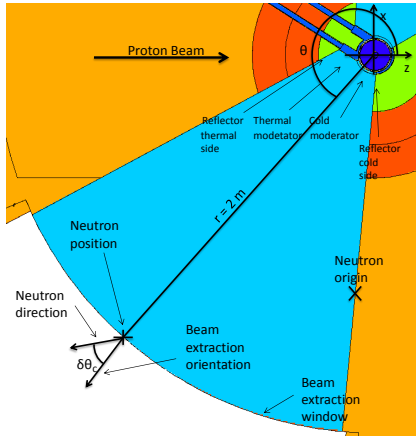 x
Proton Beam
θ
z
Reflector
thermal
side
Thermal
modetator
Cold
moderator
Reflector
cold
side
r = 2 m
Neutron
position
Neutron
origin
Neutron
direction
δθc
Beam
extraction
orientation
Beam
extraction
window